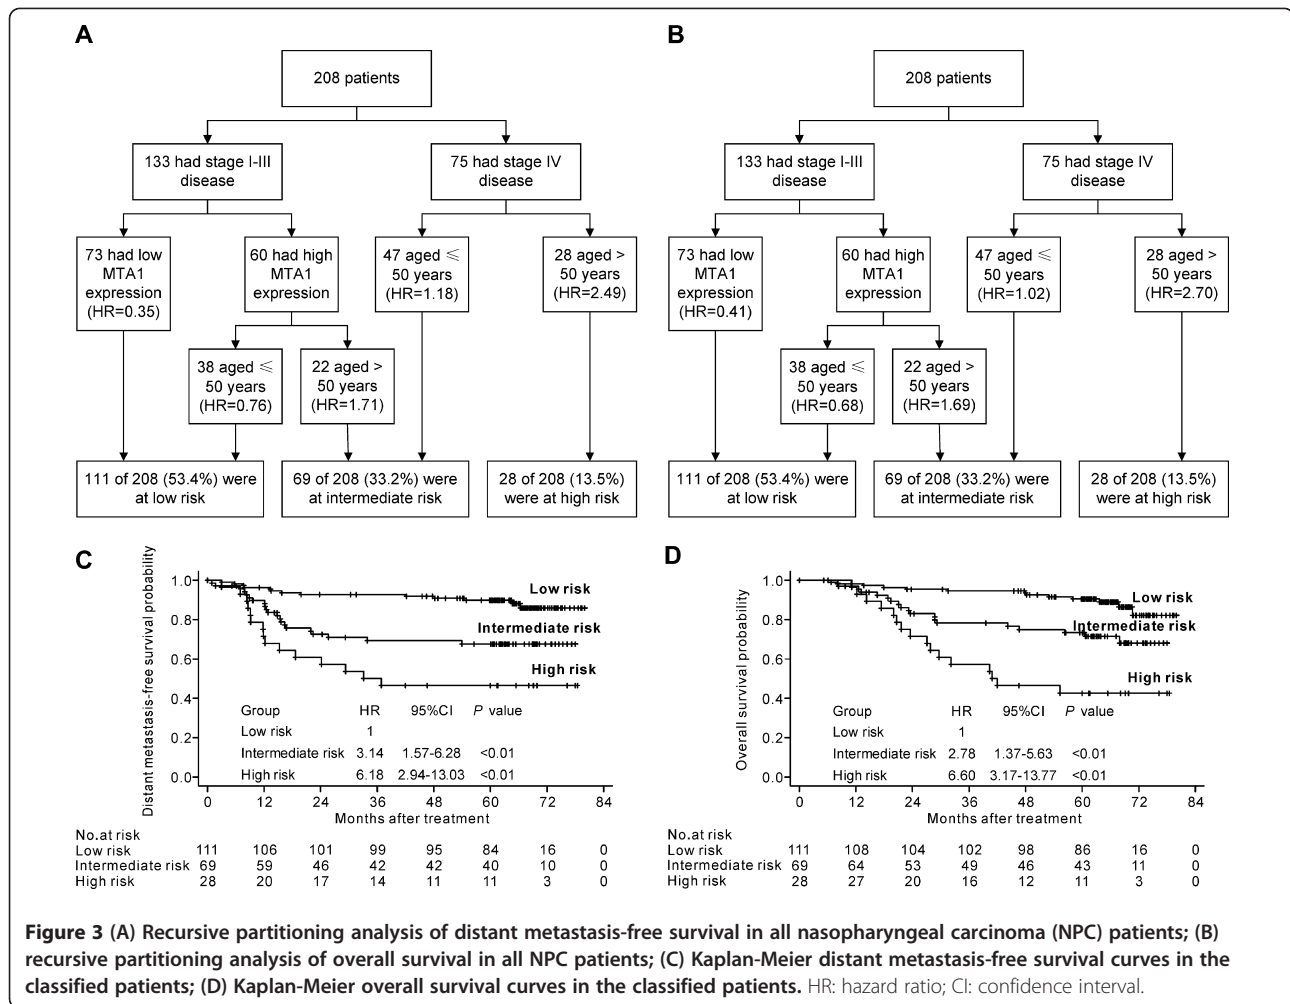 A
208 patients
133 had stage I-III
disease
75 had stage IV
disease
73 had low
MTA1
expression
(HR=0.35)
60 had high
MTA1
expression
47 aged ≤
50 years
(HR=1.18)
28 aged >
50 years
(HR=2.49)
38 aged ≤
50 years
(HR=0.76)
22 aged >
50 years
(HR=1.71)
111 of 208 (53.4%) were
at low risk
69 of 208 (33.2%) were
at intermediate risk
28 of 208 (13.5%)
were at high risk
B
208 patients
133 had stage I-III
disease
75 had stage IV
disease
73 had low
MTA1
expression
(HR=0.41)
60 had high
MTA1
expression
47 aged ≤
50 years
(HR=1.02)
28 aged >
50 years
(HR=2.70)
38 aged ≤
50 years
(HR=0.68)
22 aged >
50 years
(HR=1.69)
111 of 208 (53.4%) were
at low risk
69 of 208 (33.2%) were
at intermediate risk
28 of 208 (13.5%)
were at high risk
C
Distant metastasis-free survival probability
1.0
0.8
0.6
0.4
0.2
0.0
Low risk
Intermediate risk
High risk
Group HR 95%CI P value
Low risk 1
Intermediate risk 3.14 1.57-6.28 <0.01
High risk 6.18 2.94-13.03 <0.01
0 12 24 36 48 60 72 84
Months after treatment
No.at risk
Low risk 111 106 101 99 95 84 16 0
Intermediate risk 69 59 46 42 42 40 10 0
High risk 28 20 17 14 11 11 3 0
D
Overall survival probability
1.0
0.8
0.6
0.4
0.2
0.0
Low risk
Intermediate risk
High risk
Group HR 95%CI P value
Low risk 1
Intermediate risk 2.78 1.37-5.63 <0.01
High risk 6.60 3.17-13.77 <0.01
0 12 24 36 48 60 72 84
Months after treatment
No.at risk
Low risk 111 108 104 102 98 86 16 0
Intermediate risk 69 64 53 49 46 43 11 0
High risk 28 27 20 16 12 11 3 0
Figure 3 (A) Recursive partitioning analysis of distant metastasis-free survival in all nasopharyngeal carcinoma (NPC) patients; (B)
recursive partitioning analysis of overall survival in all NPC patients; (C) Kaplan-Meier distant metastasis-free survival curves in the
classified patients; (D) Kaplan-Meier overall survival curves in the classified patients. HR: hazard ratio; CI: confidence interval.